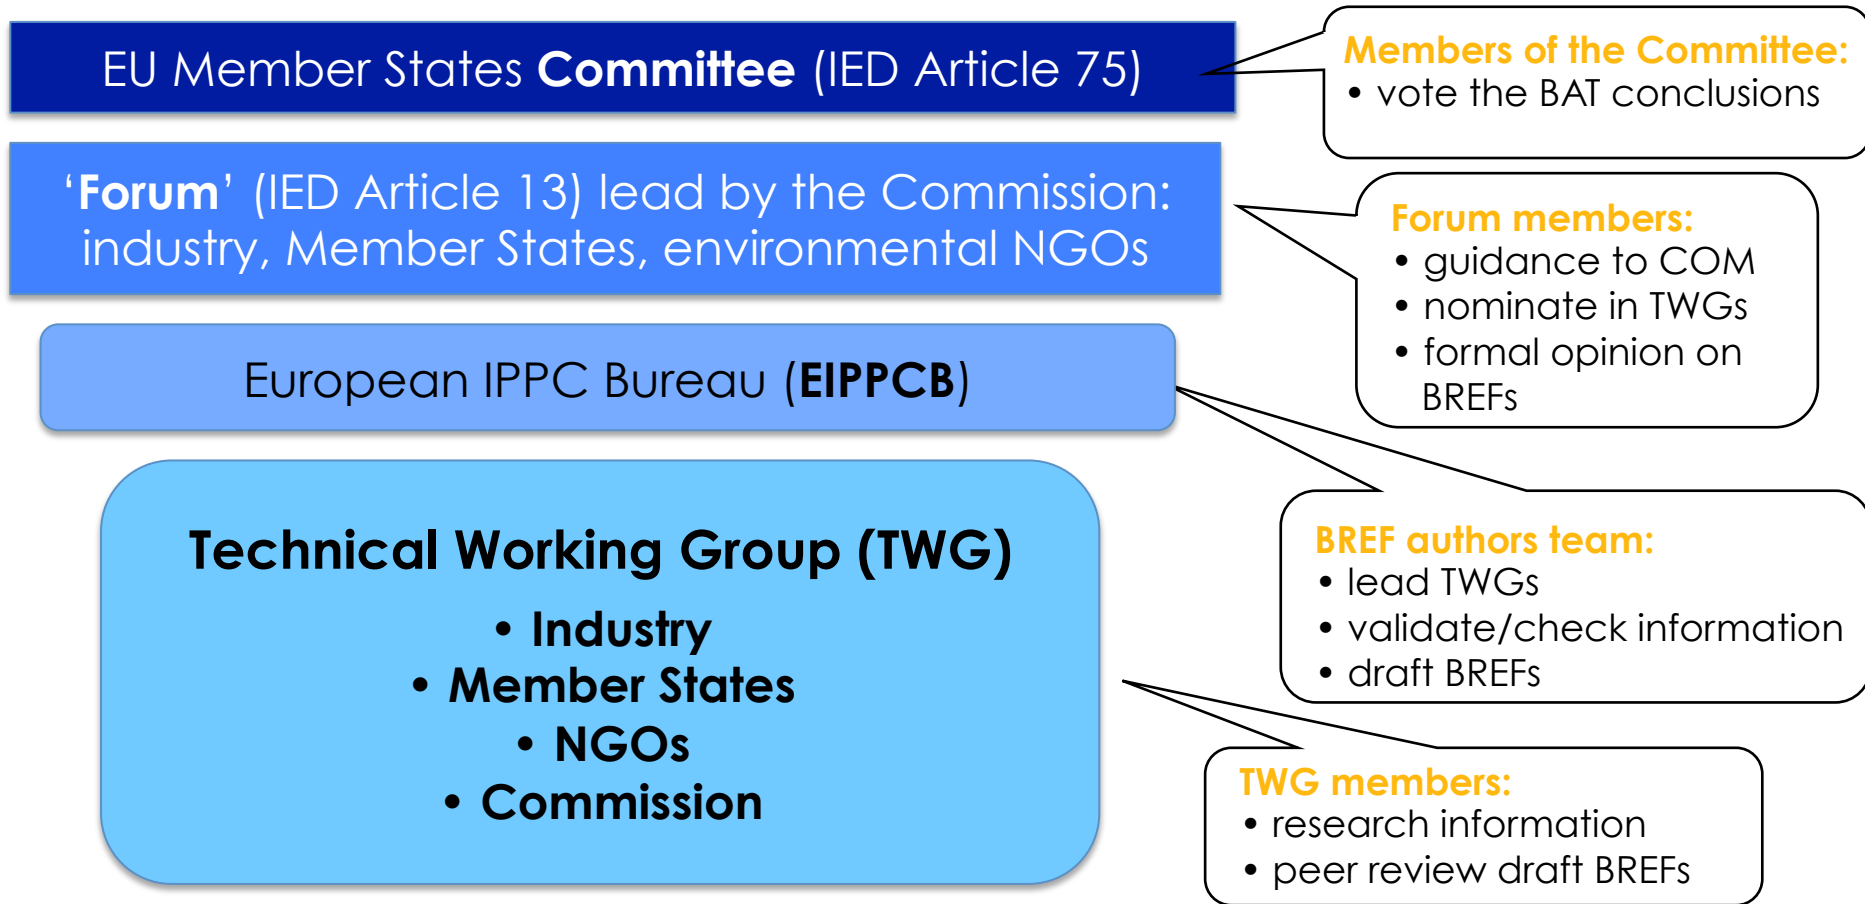 EU Member States Committee (IED Article 75)
Members of the Committee:
• vote the BAT conclusions
‘Forum’ (IED Article 13) lead by the Commission:
industry, Member States, environmental NGOs
Forum members:
• guidance to COM
• nominate in TWGs
• formal opinion on
BREFs
European IPPC Bureau (EIPPCB)
BREF authors team:
• lead TWGs
• validate/check information
• draft BREFs
Technical Working Group (TWG)
• Industry
• Member States
• NGOs
• Commission
TWG members:
• research information
• peer review draft BREFs